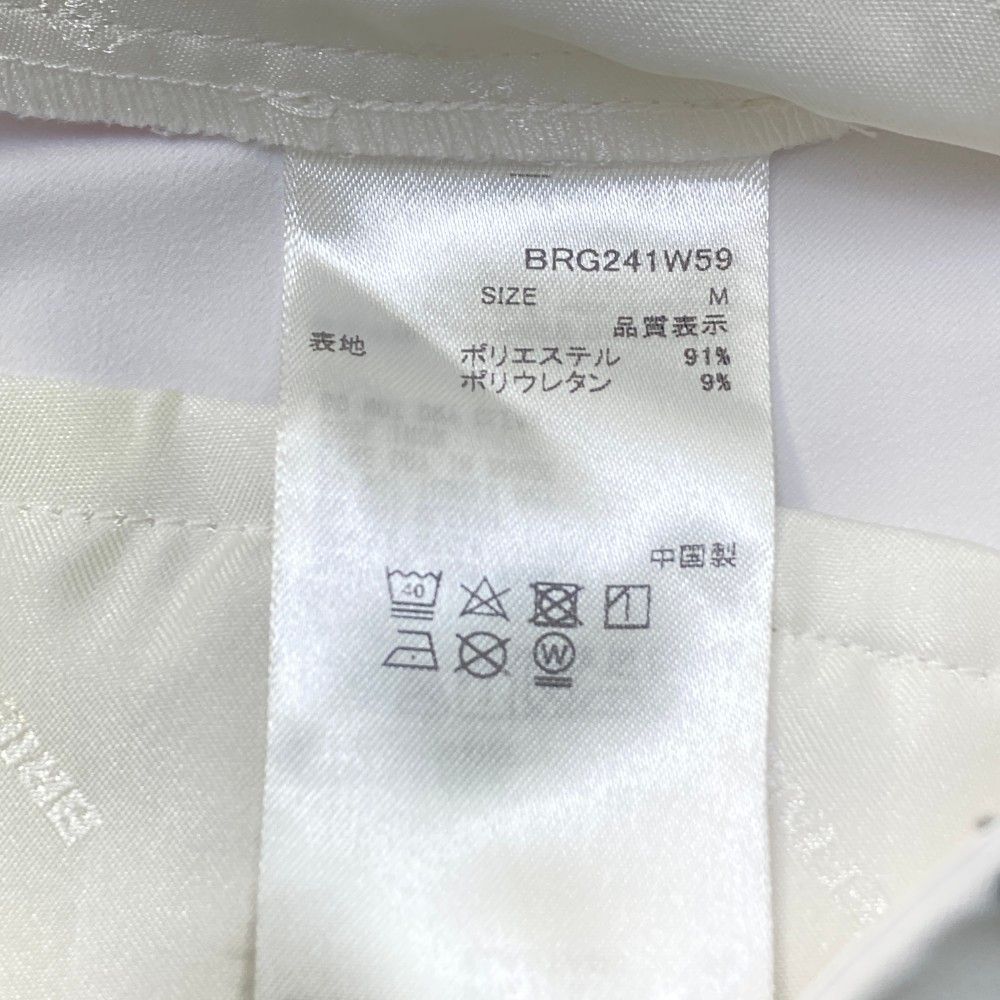 BRG241W59
SIZE M
品質表示
表地 ポリエステル 91%
ポリウレタン 9%
中国製
40
W